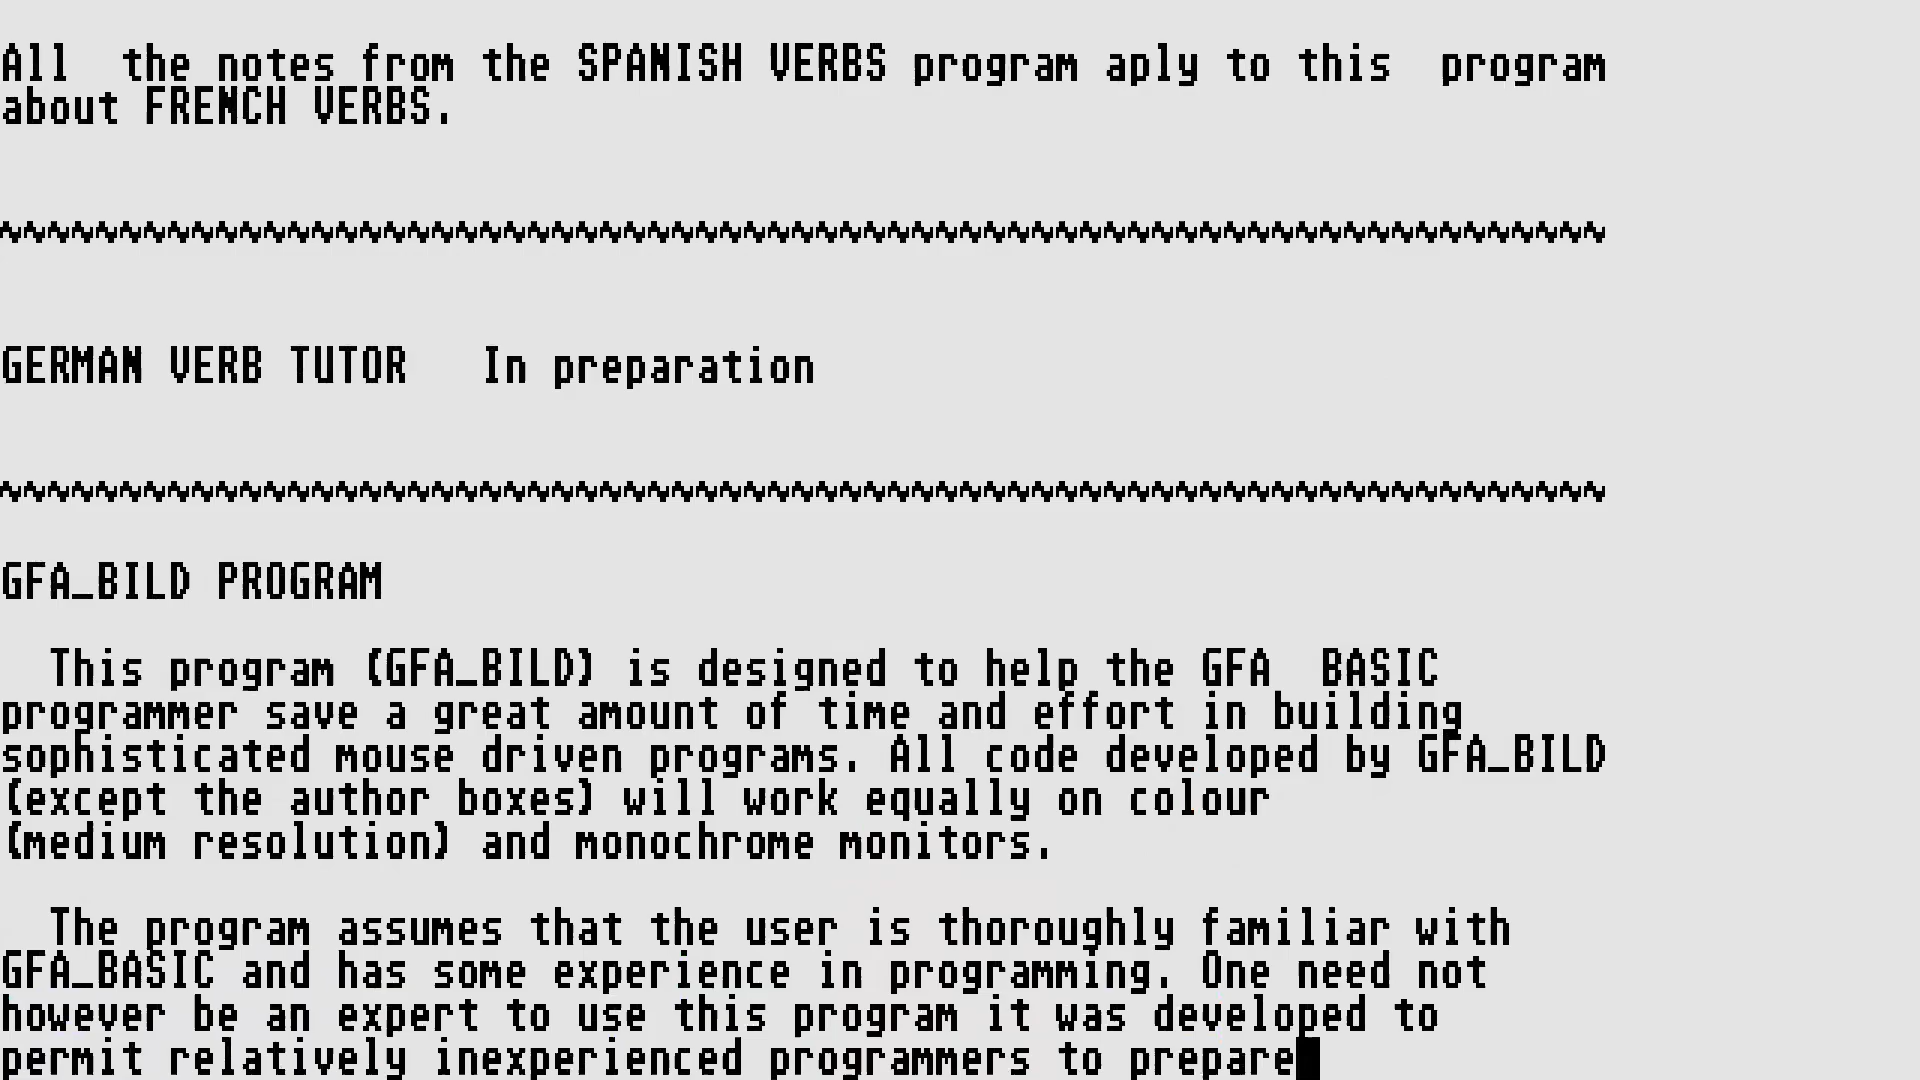 All  the notes from the SPANISH VERBS program aply to this  program
about FRENCH VERBS.
~~~~~~~~~~~~~~~~~~~~~~~~~~~~~~~~~~~~~~~~~~~~~~~~~~~~~~~~~~~~~~~~~~~
GERMAN VERB TUTOR   In preparation
~~~~~~~~~~~~~~~~~~~~~~~~~~~~~~~~~~~~~~~~~~~~~~~~~~~~~~~~~~~~~~~~~~~
GFA_BILD PROGRAM
  This program (GFA_BILD) is designed to help the GFA  BASIC
programmer save a great amount of time and effort in building
sophisticated mouse driven programs. All code developed by GFA_BILD
(except the author boxes) will work equally on colour
(medium resolution) and monochrome monitors.
  The program assumes that the user is thoroughly familiar with
GFA_BASIC and has some experience in programming. One need not
however be an expert to use this program it was developed to
permit relatively inexperienced programmers to prepare